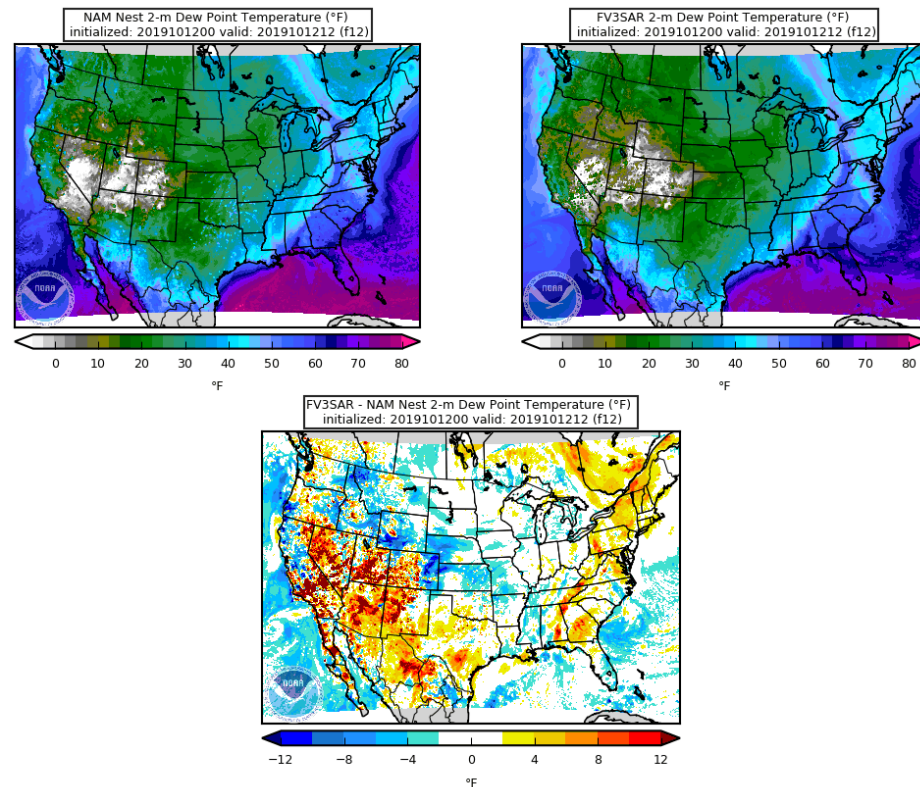 NAM Nest 2-m Dew Point Temperature (°F)
initialized: 2019101200 valid: 2019101212 (f12)
NOAA
0 10 20 30 40 50 60 70 80
°F
FV3SAR 2-m Dew Point Temperature (°F)
initialized: 2019101200 valid: 2019101212 (f12)
NOAA
0 10 20 30 40 50 60 70 80
°F
FV3SAR - NAM Nest 2-m Dew Point Temperature (°F)
initialized: 2019101200 valid: 2019101212 (f12)
NOAA
−12 −8 −4 0 4 8 12
°F